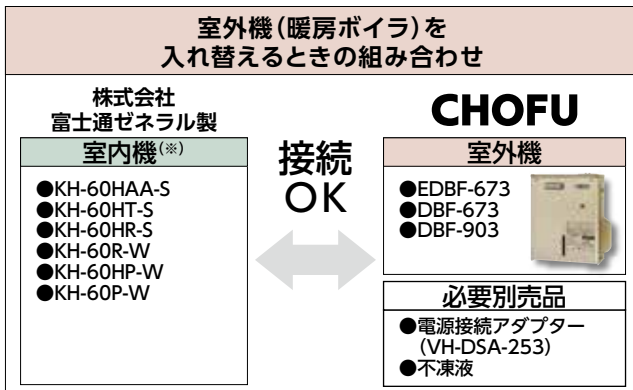 室外機(暖房ボイラ)を
入れ替えるときの組み合わせ
株式会社
富士通ゼネラル製
室内機(※)
●KH-60HAA-S
●KH-60HT-S
●KH-60HR-S
●KH-60R-W
●KH-60HP-W
●KH-60P-W
接続
OK
CHOFU
室外機
●EDBF-673
●DBF-673
●DBF-903
必要別売品
●電源接続アダプター
(VH-DSA-253)
●不凍液